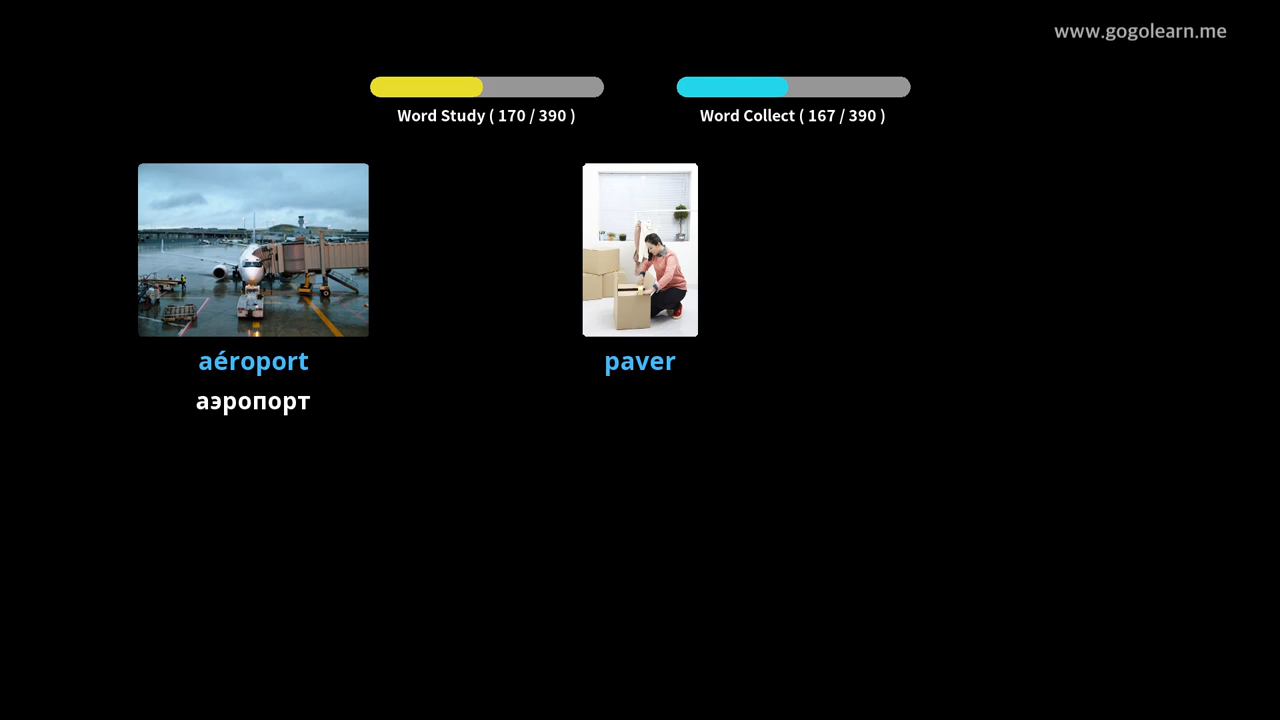 www.gogolearn.me
Word Study ( 170 / 390 )
Word Collect ( 167 / 390 )
aéroport
paver
аэропорт